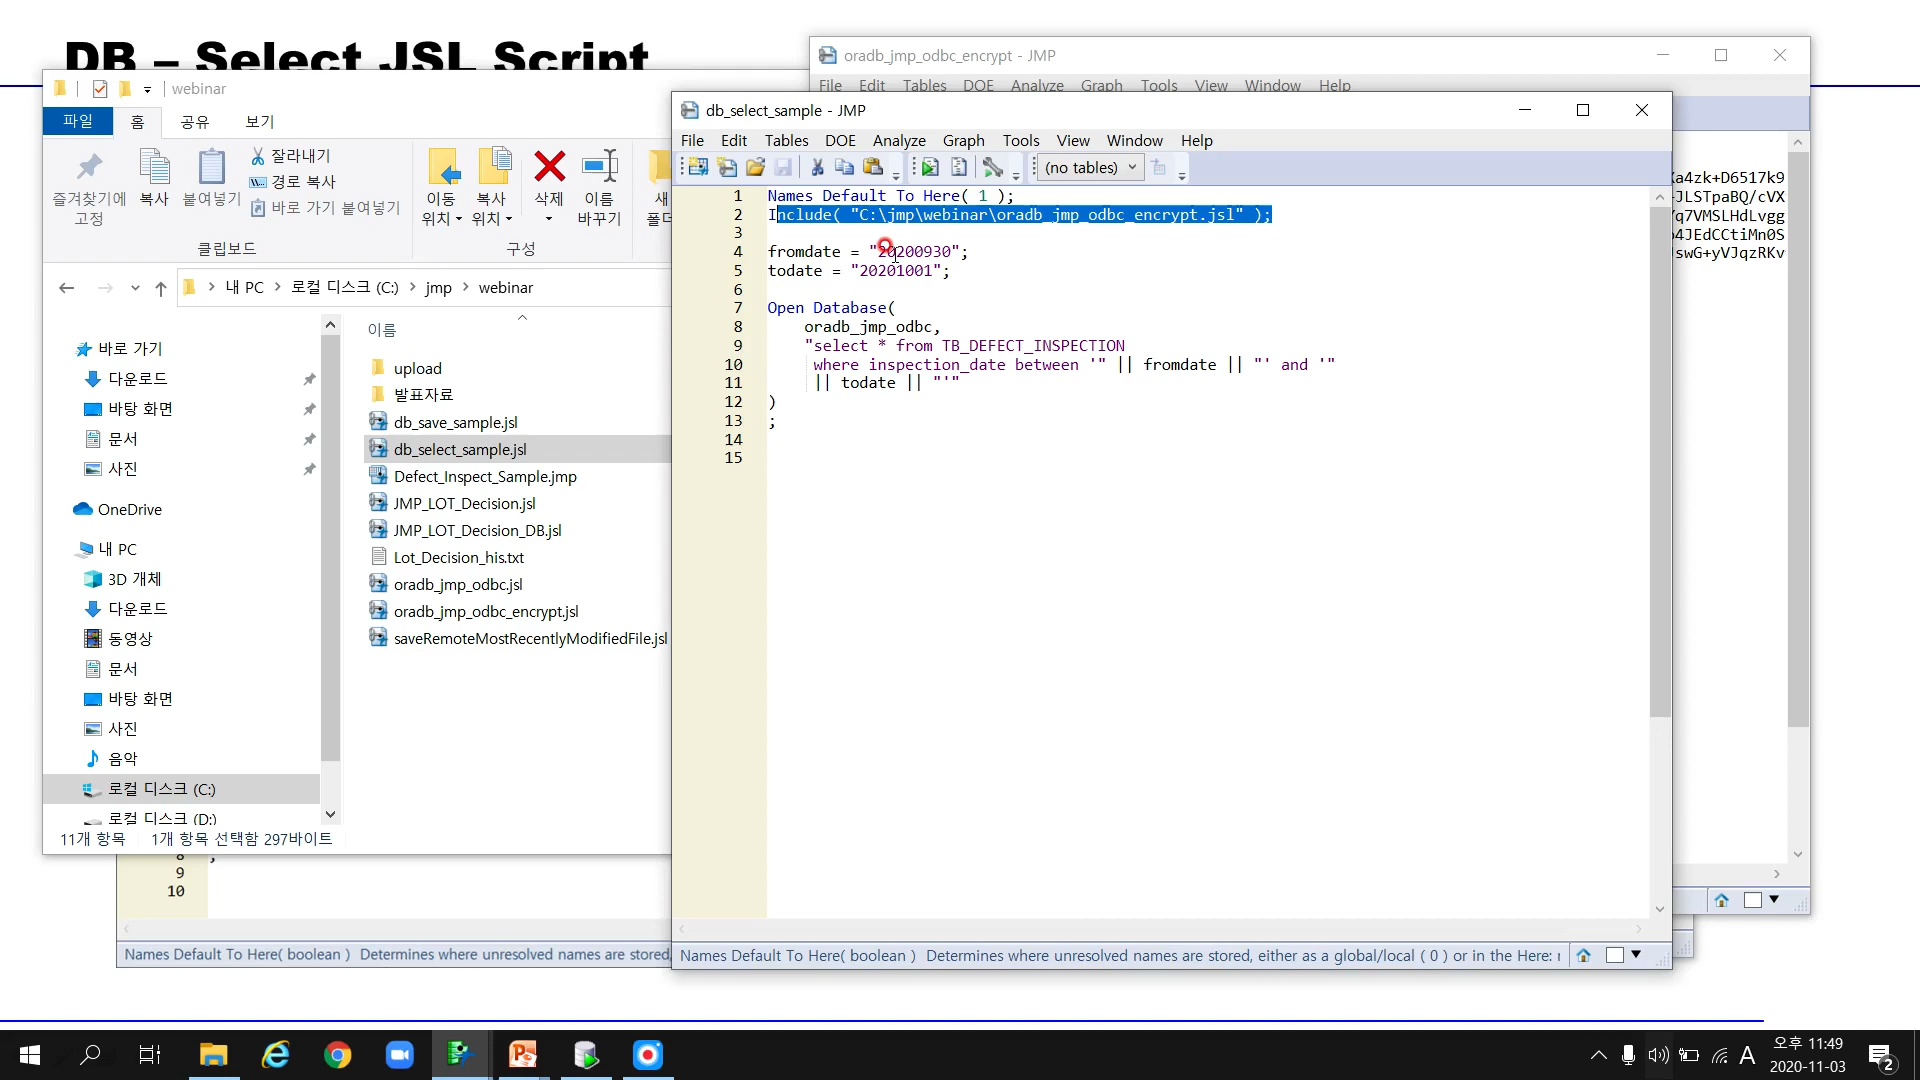 DB – Select JSL Script
webinar
파일
홈
공유
보기
즐겨찾기에
고정
복사
붙여넣기
잘라내기
경로 복사
바로 가기 붙여넣기
클립보드
이동
위치
복사
위치
삭제
이름
바꾸기
새
구성
내 PC
로컬 디스크 (C:)
jmp
webinar
바로 가기
다운로드
바탕 화면
문서
사진
OneDrive
내 PC
3D 개체
다운로드
동영상
문서
바탕 화면
사진
음악
로컬 디스크 (C:)
로컬 디스크 (D:)
이름
upload
발표자료
db_save_sample.jsl
db_select_sample.jsl
Defect_Inspect_Sample.jmp
JMP_LOT_Decision.jsl
JMP_LOT_Decision_DB.jsl
Lot_Decision_his.txt
oradb_jmp_odbc.jsl
oradb_jmp_odbc_encrypt.jsl
saveRemoteMostRecentlyModifiedFile.jsl
11개 항목
1개 항목 선택함 297바이트
8 ;
9
10
Names Default To Here( boolean ) Determines where unresolved names are stored,
oradb_jmp_odbc_encrypt - JMP
File Edit Tables DOE Analyze Graph Tools View Window Help
a4zk+D6517k9
JLSTpaBQ/cVX
q7VMSLHdLvgg
4JEdCCtiMn0S
swG+yVJqzRKv
db_select_sample - JMP
File Edit Tables DOE Analyze Graph Tools View Window Help
(no tables)
1 Names Default To Here( 1 );
2 Include( "C:\jmp\webinar\oradb_jmp_odbc_encrypt.jsl" );
3
4 fromdate = "20200930";
5 todate = "20201001";
6
7 Open Database(
8 oradb_jmp_odbc,
9 "select * from TB_DEFECT_INSPECTION
10 where inspection_date between '" || fromdate || "' and '"
11 || todate || "'"
12 )
13 ;
14
15
Names Default To Here( boolean ) Determines where unresolved names are stored, either as a global/local ( 0 ) or in the Here:
A
오후 11:49
2020-11-03
2